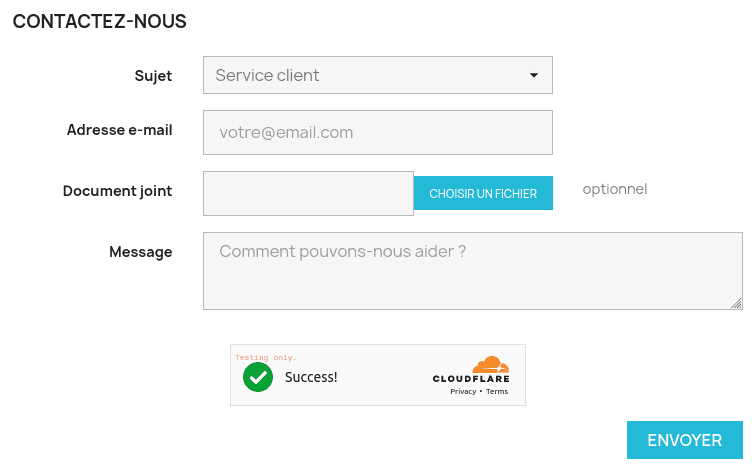 CONTACTEZ-NOUS
Sujet
Service client
Adresse e-mail
votre@email.com
Document joint
CHOISIR UN FICHIER
optionnel
Message
Comment pouvons-nous aider ?
Testing only.
Success!
CLOUDFLARE
Privacy • Terms
ENVOYER